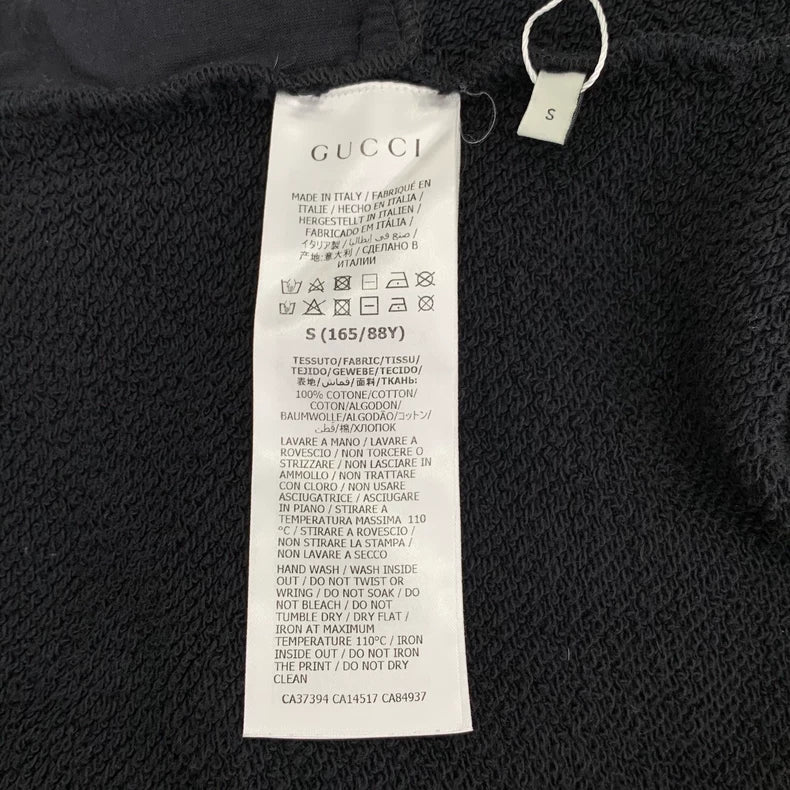 S
GUCCI
MADE IN ITALY / FABRIQUÉ EN
ITALIE / HECHO EN ITALIA /
HERGESTELLT IN ITALIEN /
FABRICADO EM ITÁLIA /
イタリア製 / صنع في إيطاليا /
产地:意大利 / СДЕЛАНО В
ИТАЛИИ
S (165/88Y)
TESSUTO/FABRIC/TISSU/
TEJIDO/GEWEBE/TECIDO/
表地/قماش/面料/ТКАНЬ:
100% COTONE/COTTON/
COTON/ALGODON/
BAUMWOLLE/ALGODÃO/コットン/
قطن/棉/ХЛОПОК
LAVARE A MANO / LAVARE A
ROVESCIO / NON TORCERE O
STRIZZARE / NON LASCIARE IN
AMMOLLO / NON TRATTARE
CON CLORO / NON USARE
ASCIUGATRICE / ASCIUGARE
IN PIANO / STIRARE A
TEMPERATURA MASSIMA 110
°C / STIRARE A ROVESCIO /
NON STIRARE LA STAMPA /
NON LAVARE A SECCO
HAND WASH / WASH INSIDE
OUT / DO NOT TWIST OR
WRING / DO NOT SOAK / DO
NOT BLEACH / DO NOT
TUMBLE DRY / DRY FLAT /
IRON AT MAXIMUM
TEMPERATURE 110°C / IRON
INSIDE OUT / DO NOT IRON
THE PRINT / DO NOT DRY
CLEAN
CA37394 CA14517 CA84937